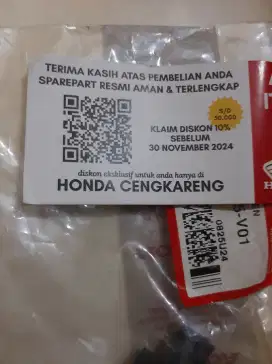 TERIMA KASIH ATAS PEMBELIAN ANDA
SPAREPART RESMI AMAN & TERLENGKAP
S/D
50.000
KLAIM DISKON 10%
SEBELUM
30 NOVEMBER 2024
diskon eksklusif untuk anda hanya di
HONDA CENGKARENG
0825U24
-V01